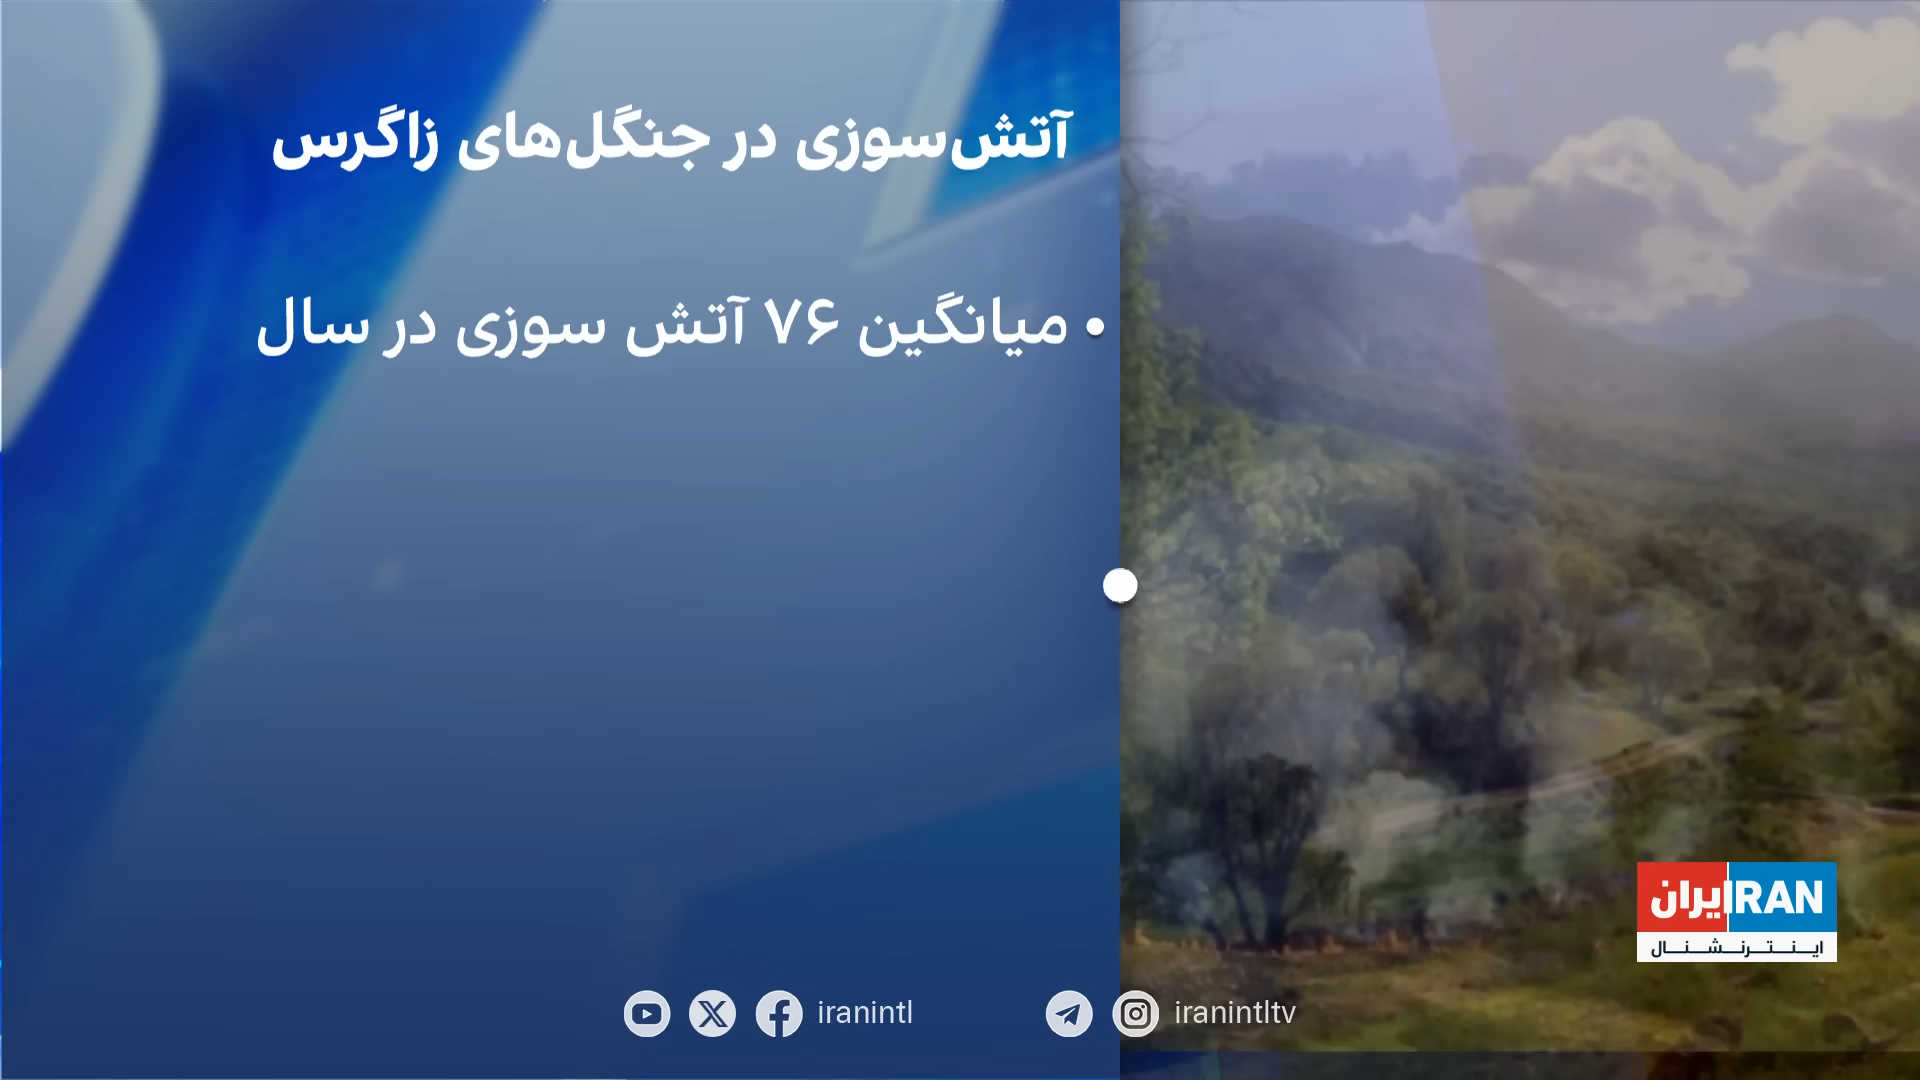 آتش‌سوزی در جنگل‌های زاگرس
• میانگین ۷۶ آتش سوزی در سال
ایران IRAN
اینترنشنال
iranintl
iranintltv